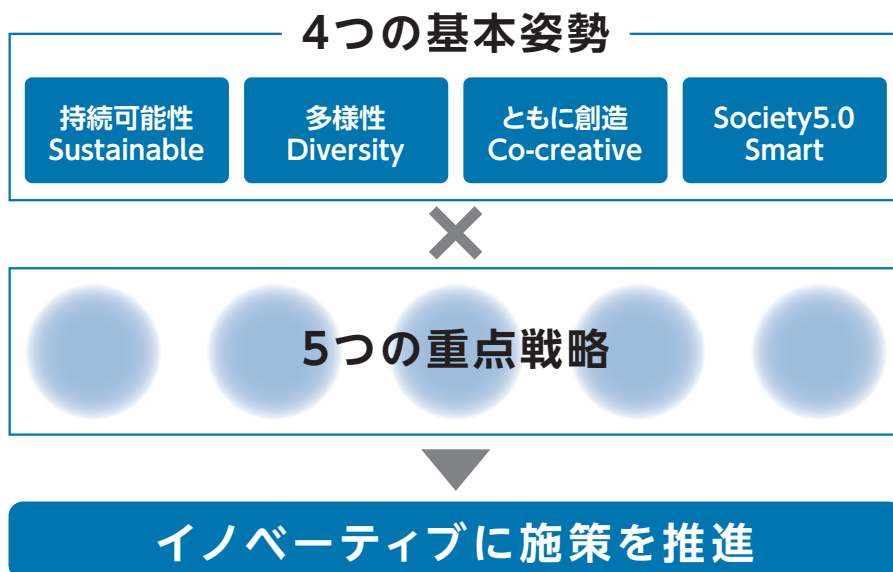 4つの基本姿勢
持続可能性
Sustainable
多様性
Diversity
ともに創造
Co-creative
Society5.0
Smart
5つの重点戦略
イノベーティブに施策を推進